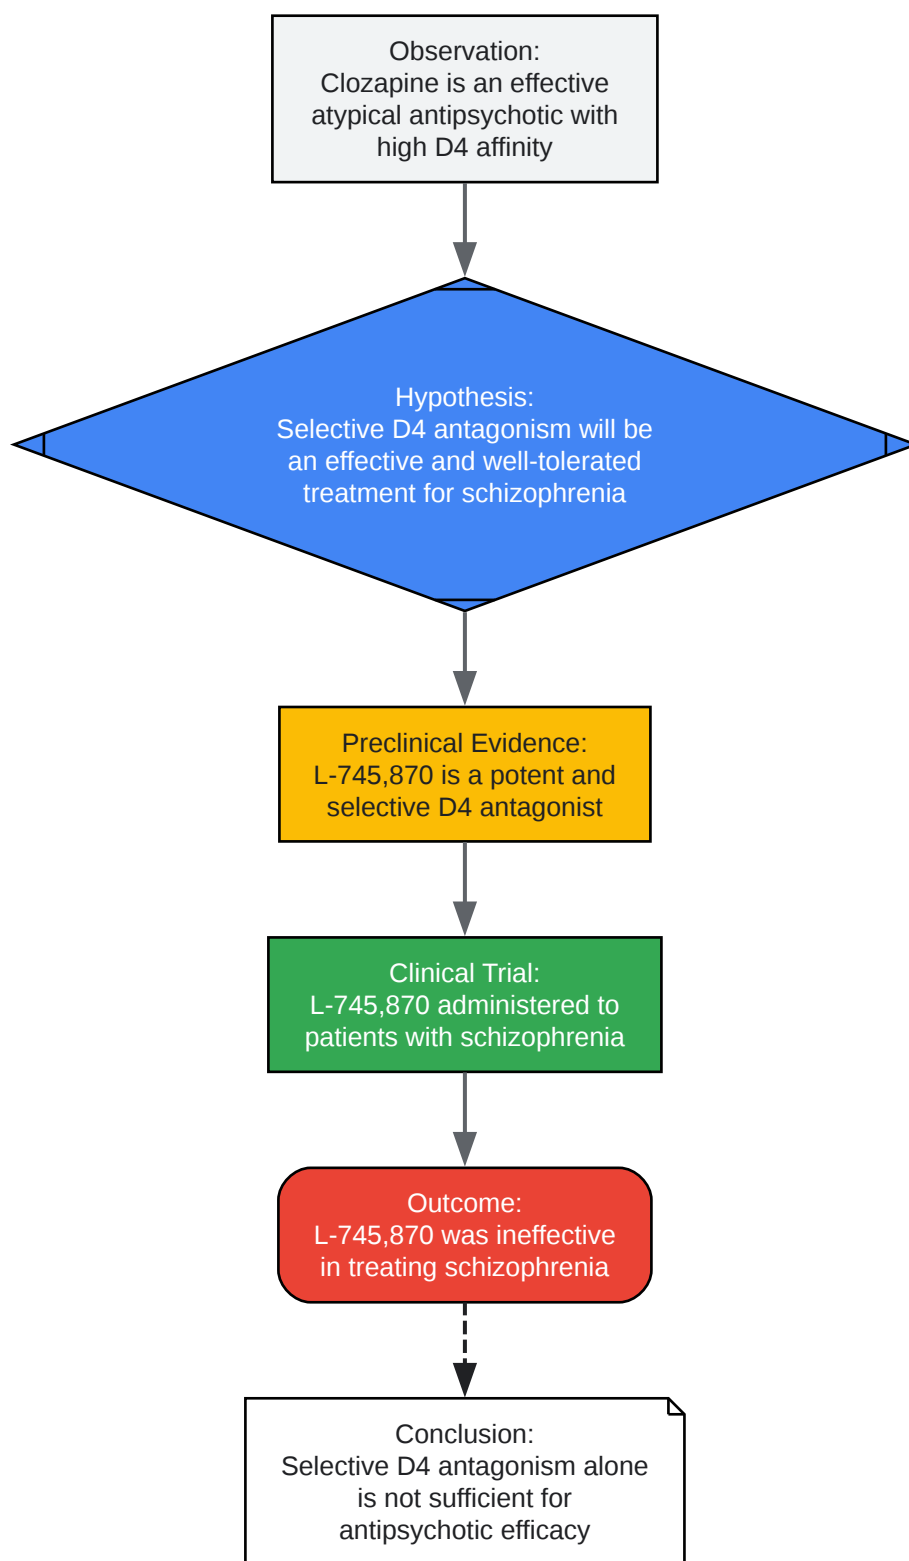 Observation:
Clozapine is an effective
atypical antipsychotic with
high D4 affinity
Hypothesis:
Selective D4 antagonism will be
an effective and well-tolerated
treatment for schizophrenia
Preclinical Evidence:
L-745,870 is a potent and
selective D4 antagonist
Clinical Trial:
L-745,870 administered to
patients with schizophrenia
Outcome:
L-745,870 was ineffective
in treating schizophrenia
Conclusion:
Selective D4 antagonism alone
is not sufficient for
antipsychotic efficacy